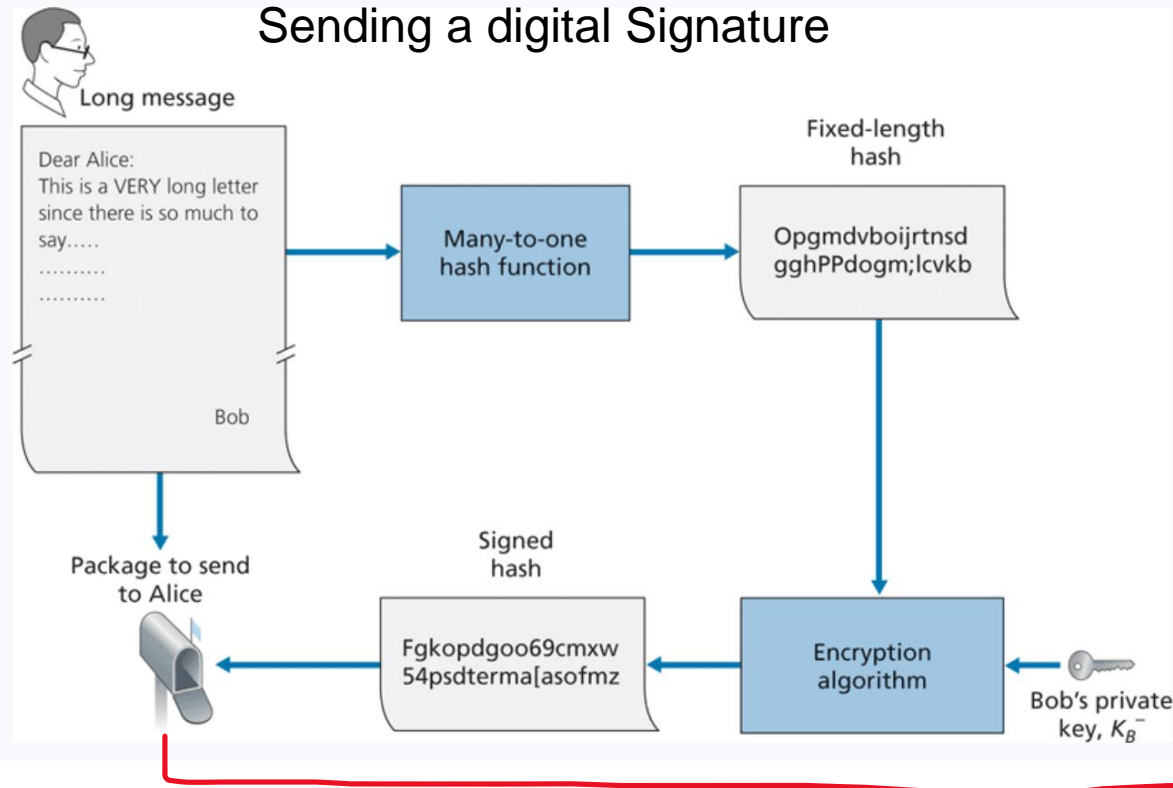 Sending a digital Signature
Long message
Dear Alice:
This is a VERY long letter
since there is so much to
say.....
..........
..........
Bob
Many-to-one
hash function
Fixed-length
hash
Opgmdvboijrtnsd
gghPPdogm;lcvkb
Package to send
to Alice
Signed
hash
Fgkopdgoo69cmxw
54psdterma[asofmz
Encryption
algorithm
Bob's private
key, K_B⁻